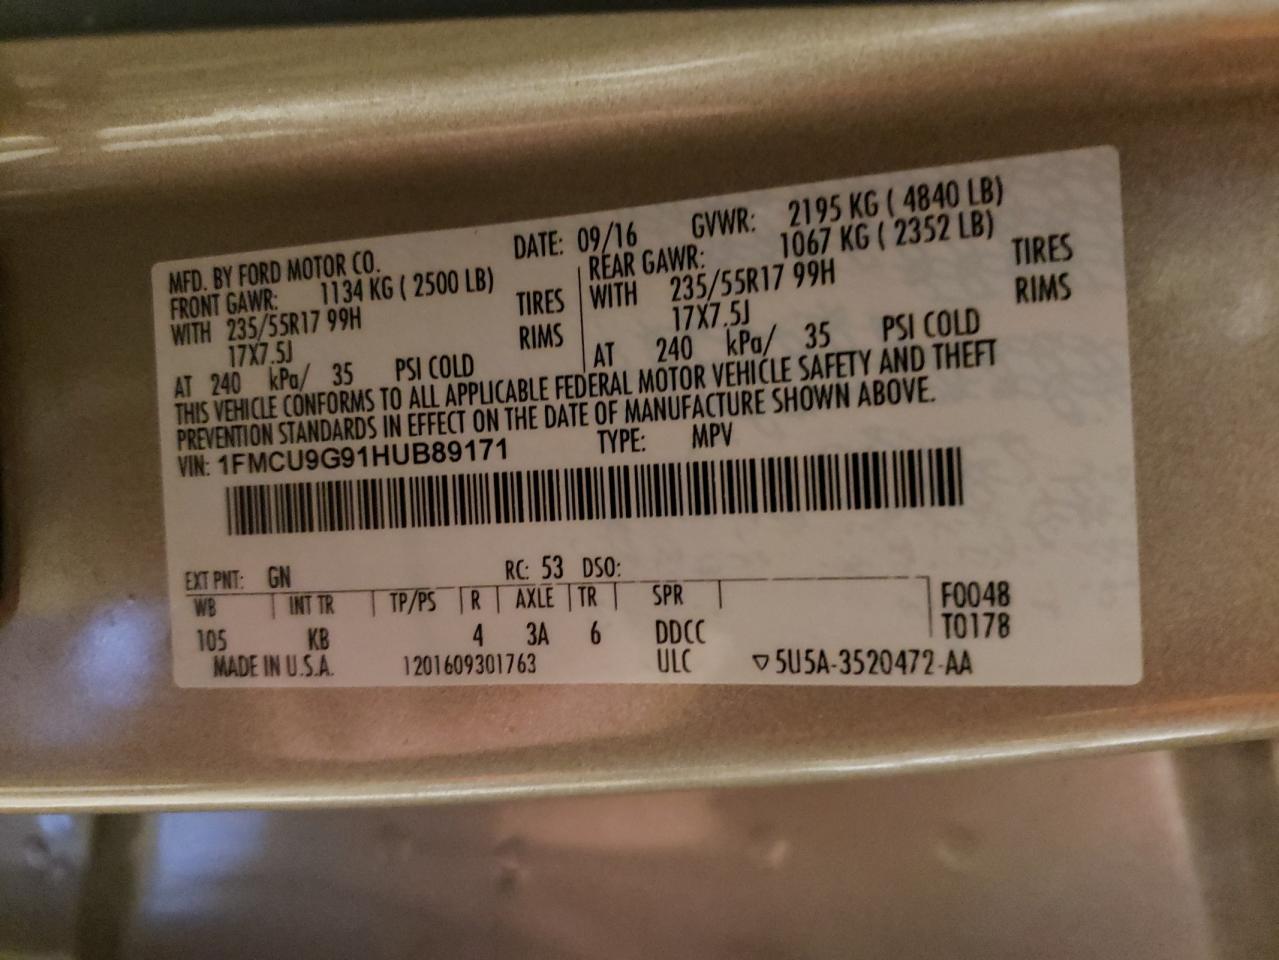 MFD. BY FORD MOTOR CO. DATE: 09/16 GVWR: 2195 KG ( 4840 LB)
FRONT GAWR: 1134 KG ( 2500 LB)
WITH 235/55R17 99H TIRES
17X7.5J RIMS
AT 240 kPa/ 35 PSI COLD
REAR GAWR: 1067 KG ( 2352 LB)
WITH 235/55R17 99H TIRES
17X7.5J RIMS
AT 240 kPa/ 35 PSI COLD
THIS VEHICLE CONFORMS TO ALL APPLICABLE FEDERAL MOTOR VEHICLE SAFETY AND THEFT
PREVENTION STANDARDS IN EFFECT ON THE DATE OF MANUFACTURE SHOWN ABOVE.
VIN: 1FMCU9G91HUB89171 TYPE: MPV
EXT PNT: GN RC: 53 DSO:
WB INT TR TP/PS R AXLE TR SPR F0048
105 KB 4 3A 6 DDCC T0178
MADE IN U.S.A. 1201609301763 ULC ▽5U5A-3520472-AA